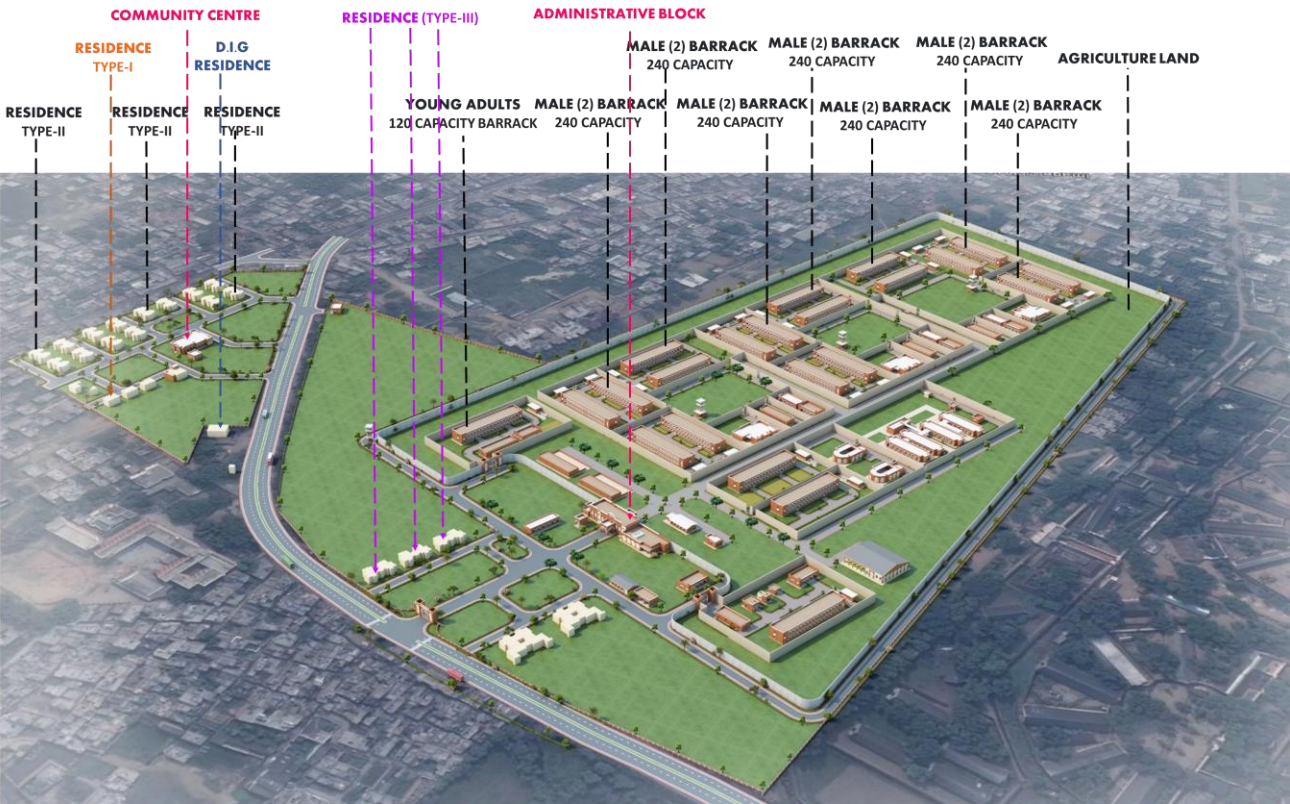 COMMUNITY CENTRE
RESIDENCE (TYPE-III)
ADMINISTRATIVE BLOCK
RESIDENCE
TYPE-I
D.I.G
RESIDENCE
MALE (2) BARRACK
240 CAPACITY
MALE (2) BARRACK
240 CAPACITY
MALE (2) BARRACK
240 CAPACITY
AGRICULTURE LAND
RESIDENCE
TYPE-II
RESIDENCE
TYPE-II
RESIDENCE
TYPE-II
YOUNG ADULTS
120 CAPACITY BARRACK
MALE (2) BARRACK
240 CAPACITY
MALE (2) BARRACK
240 CAPACITY
MALE (2) BARRACK
240 CAPACITY
MALE (2) BARRACK
240 CAPACITY